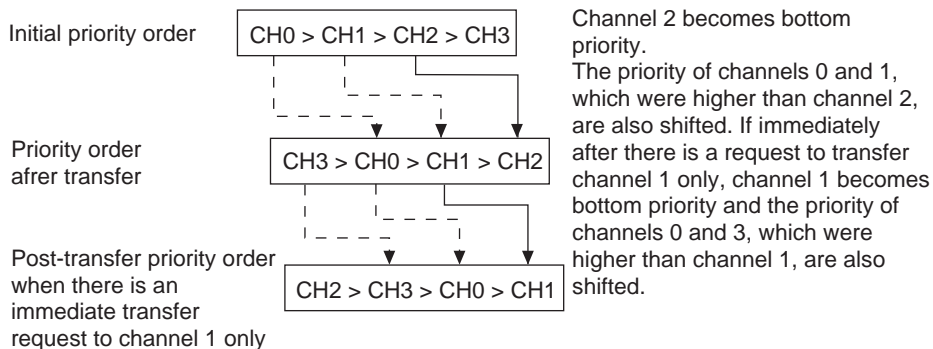 Initial priority order
CH0 > CH1 > CH2 > CH3
Priority order
afrer transfer
CH3 > CH0 > CH1 > CH2
Post-transfer priority order
when there is an
immediate transfer
request to channel 1 only
CH2 > CH3 > CH0 > CH1
Channel 2 becomes bottom
priority.
The priority of channels 0 and 1,
which were higher than channel 2,
are also shifted. If immediately
after there is a request to transfer
channel 1 only, channel 1 becomes
bottom priority and the priority of
channels 0 and 3, which were
higher than channel 1, are also
shifted.